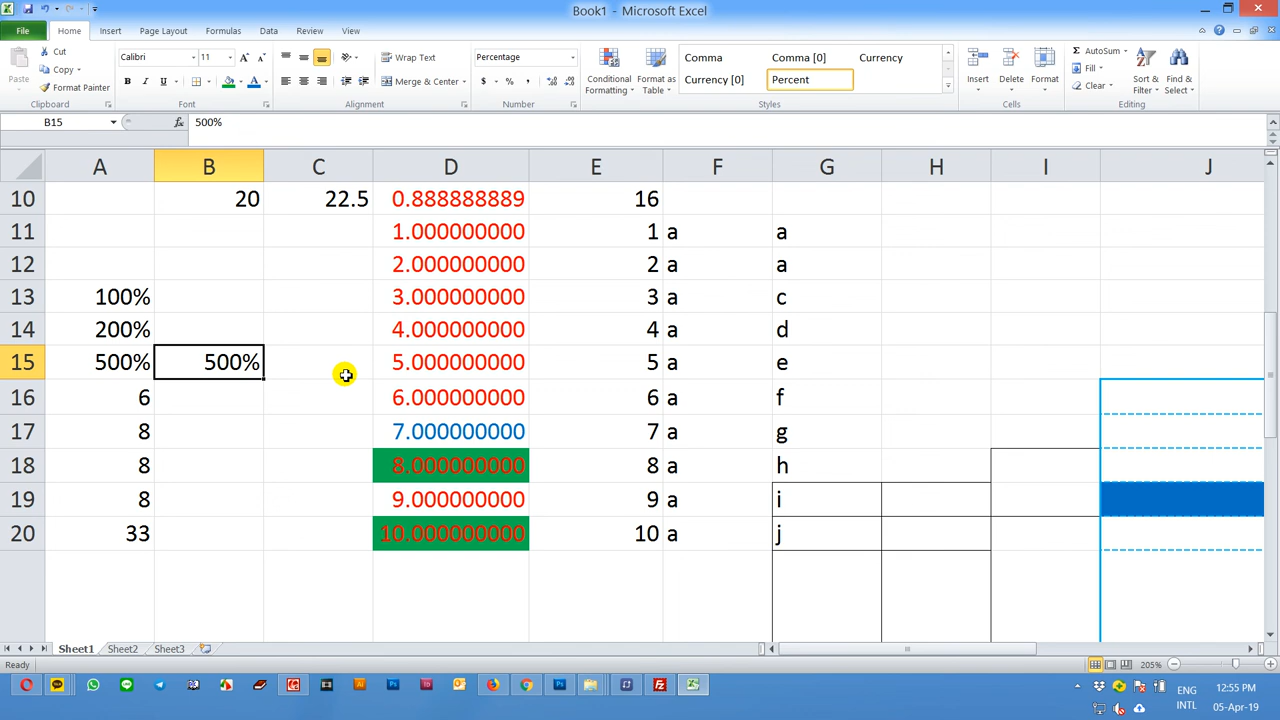 Book1 - Microsoft Excel
File Home Insert Page Layout Formulas Data Review View
Paste Cut Copy Format Painter
Calibri 11
B I U
Wrap Text
Merge & Center
Percentage
$ % ,
Conditional Formatting Format as Table
Comma Comma [0] Currency
Currency [0] Percent
Insert Delete Format
Σ AutoSum
Fill
Clear
Sort & Filter Find & Select
Clipboard Font Alignment Number Styles Cells Editing
B15 fx 500%
A B C D E F G H I J
10 20 22.5 0.888888889 16
11 1.000000000 1 a a
12 2.000000000 2 a a
13 100% 3.000000000 3 a c
14 200% 4.000000000 4 a d
15 500% 500% 5.000000000 5 a e
16 6 6.000000000 6 a f
17 8 7.000000000 7 a g
18 8 8.000000000 8 a h
19 8 9.000000000 9 a i
20 33 10.000000000 10 a j
Sheet1 Sheet2 Sheet3
Ready 205%
ENG 12:55 PM
INTL 05-Apr-19